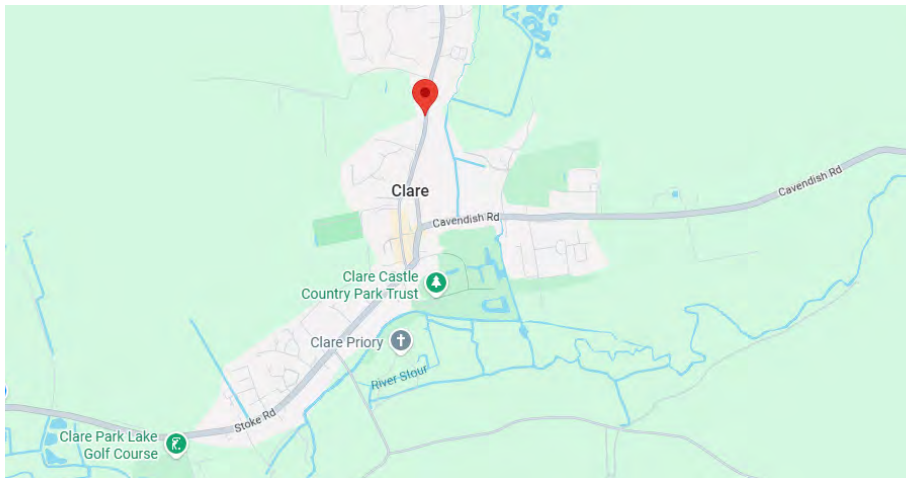 Clare
Cavendish Rd
Cavendish Rd
Clare Castle
Country Park Trust
Clare Priory
River Stour
Stoke Rd
Clare Park Lake
Golf Course